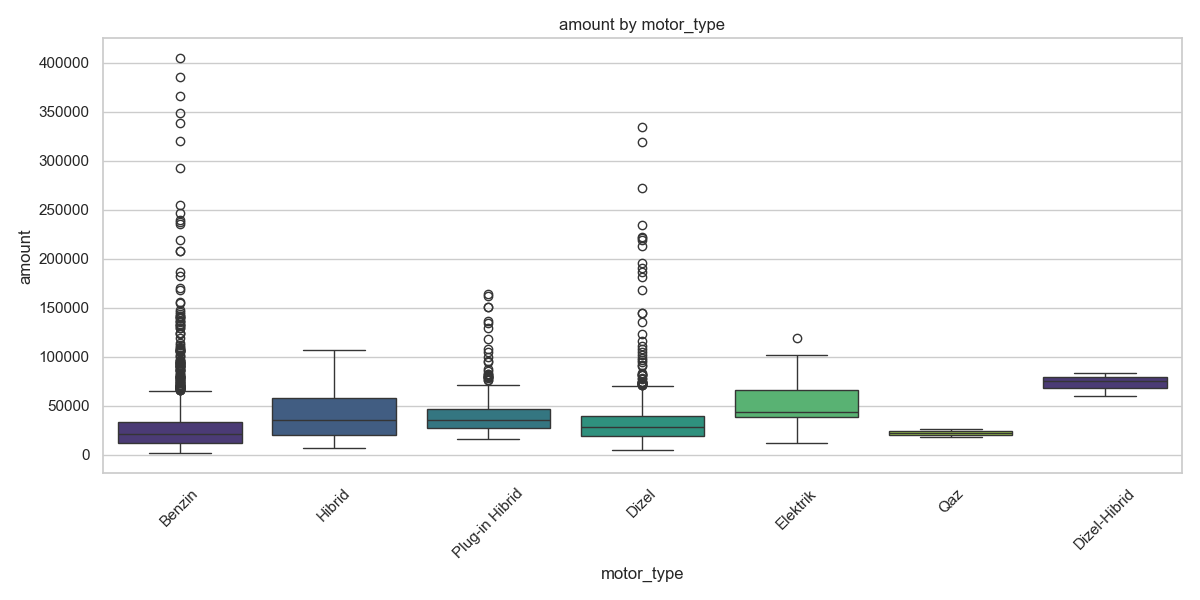 amount by motor_type
amount
400000
350000
300000
250000
200000
150000
100000
50000
0
Benzin
Hibrid
Plug-in Hibrid
Dizel
Elektrik
Qaz
Dizel-Hibrid
motor_type